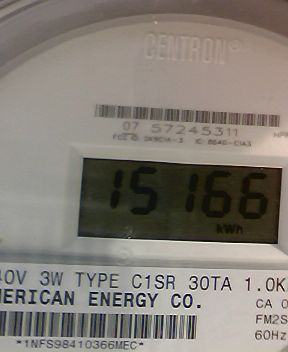 CENTRON®
07 57245311
15166
kWh
40V 3W TYPE C1SR 30TA 1.0K
MERICAN ENERGY CO.
CA 0
FM2S
60Hz
*1NFS98410366MEC*